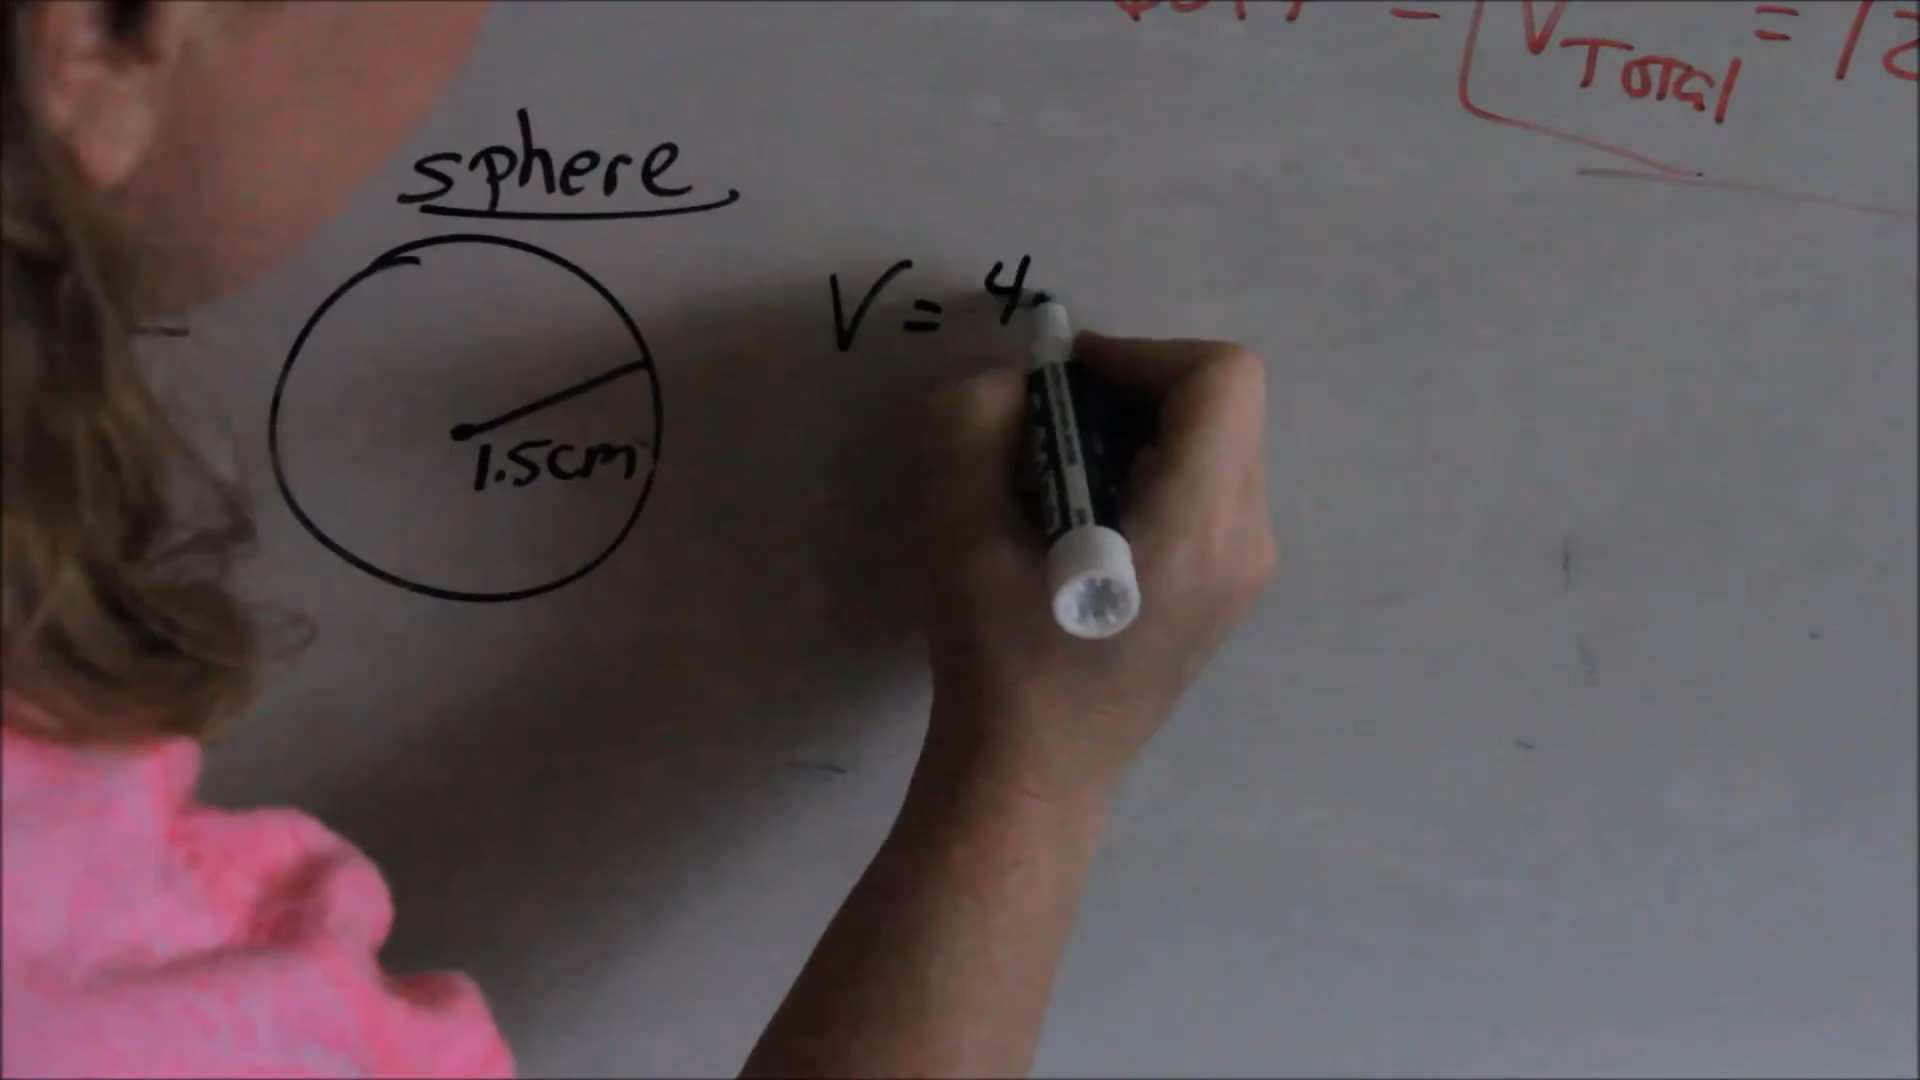 VTotal =
sphere
V = 4
1.5cm